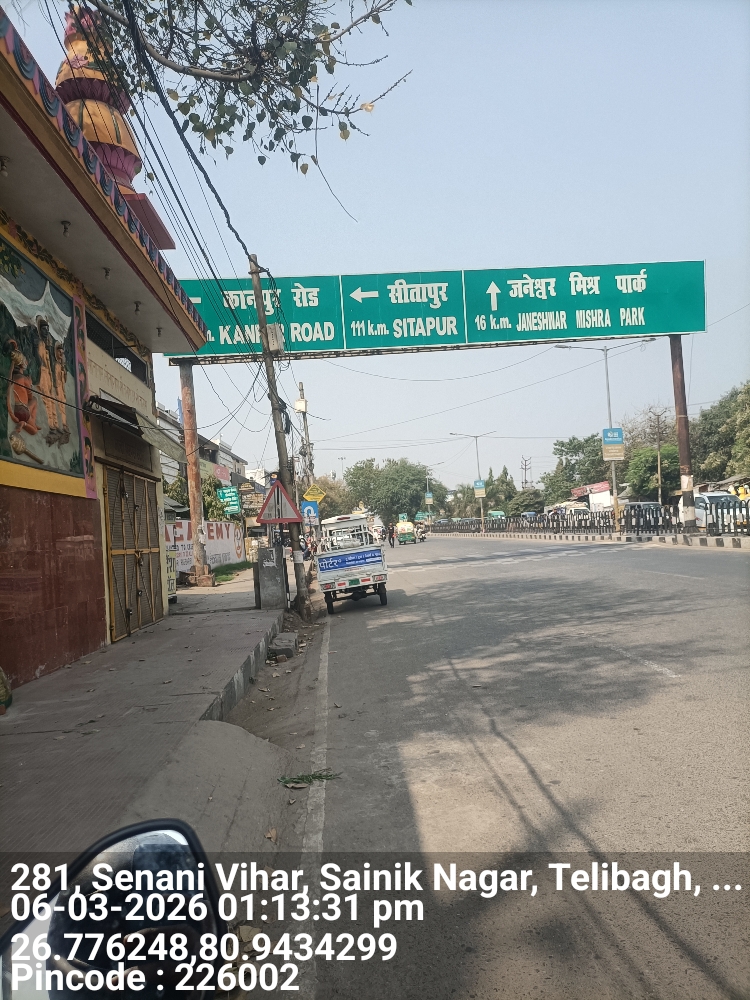 कानपुर रोड
KANPUR ROAD
← सीतापुर
111 k.m. SITAPUR
↑ जनेश्वर मिश्र पार्क
16 k.m. JANESHWAR MISHRA PARK
पोर्टर
281, Senani Vihar, Sainik Nagar, Telibagh, ...
06-03-2026 01:13:31 pm
26.776248,80.9434299
Pincode : 226002